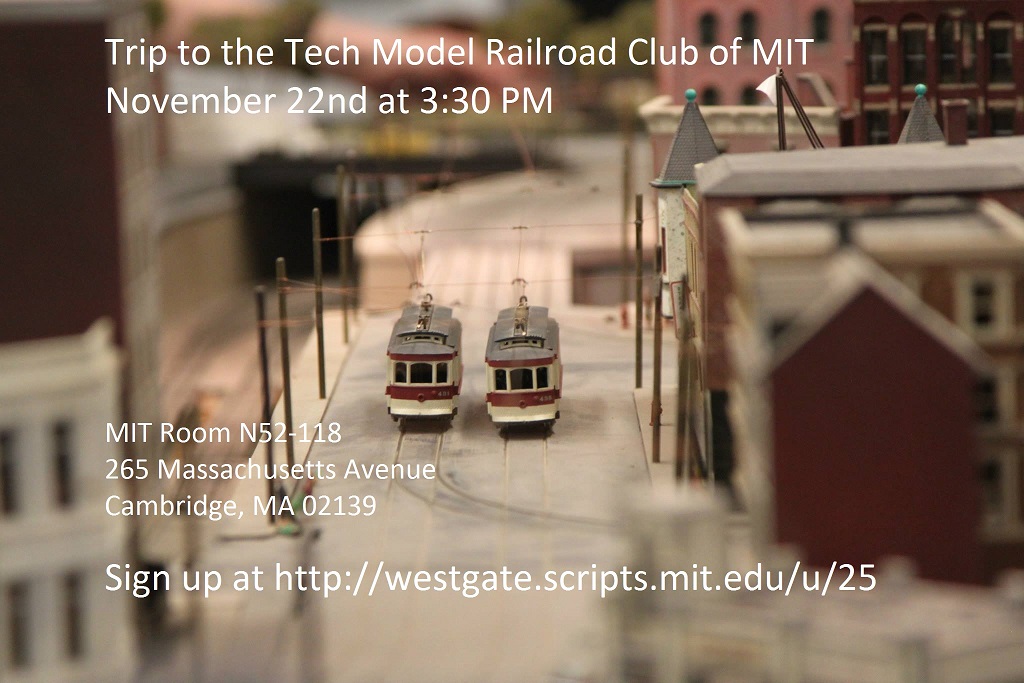 Trip to the Tech Model Railroad Club of MIT
November 22nd at 3:30 PM
MIT Room N52-118
265 Massachusetts Avenue
Cambridge, MA 02139
Sign up at http://westgate.scripts.mit.edu/u/25